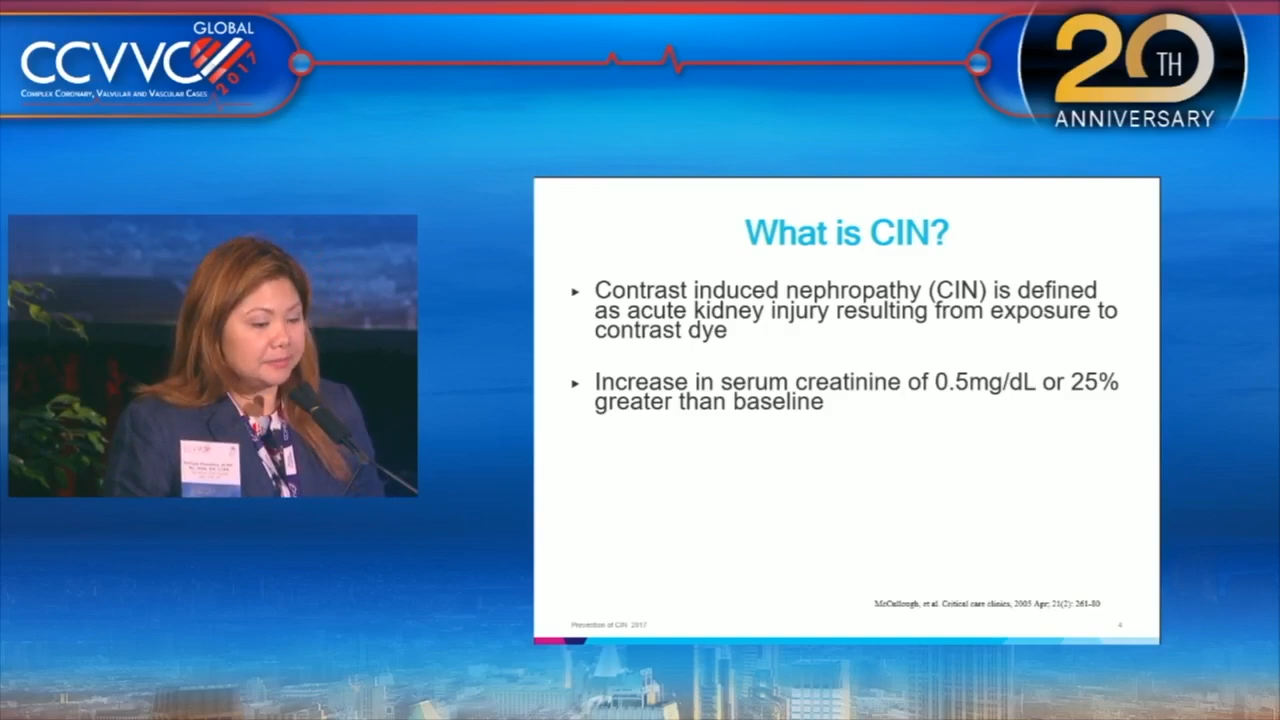 GLOBAL
CCVVC
2017
COMPLEX CORONARY, VALVULAR AND VASCULAR CASES
20TH
ANNIVERSARY
What is CIN?
Contrast induced nephropathy (CIN) is defined
as acute kidney injury resulting from exposure to
contrast dye
Increase in serum creatinine of 0.5mg/dL or 25%
greater than baseline
McCullough, et al. Critical care clinics, 2005 Apr; 21(2): 261-80
Prevention of CIN 2017
4